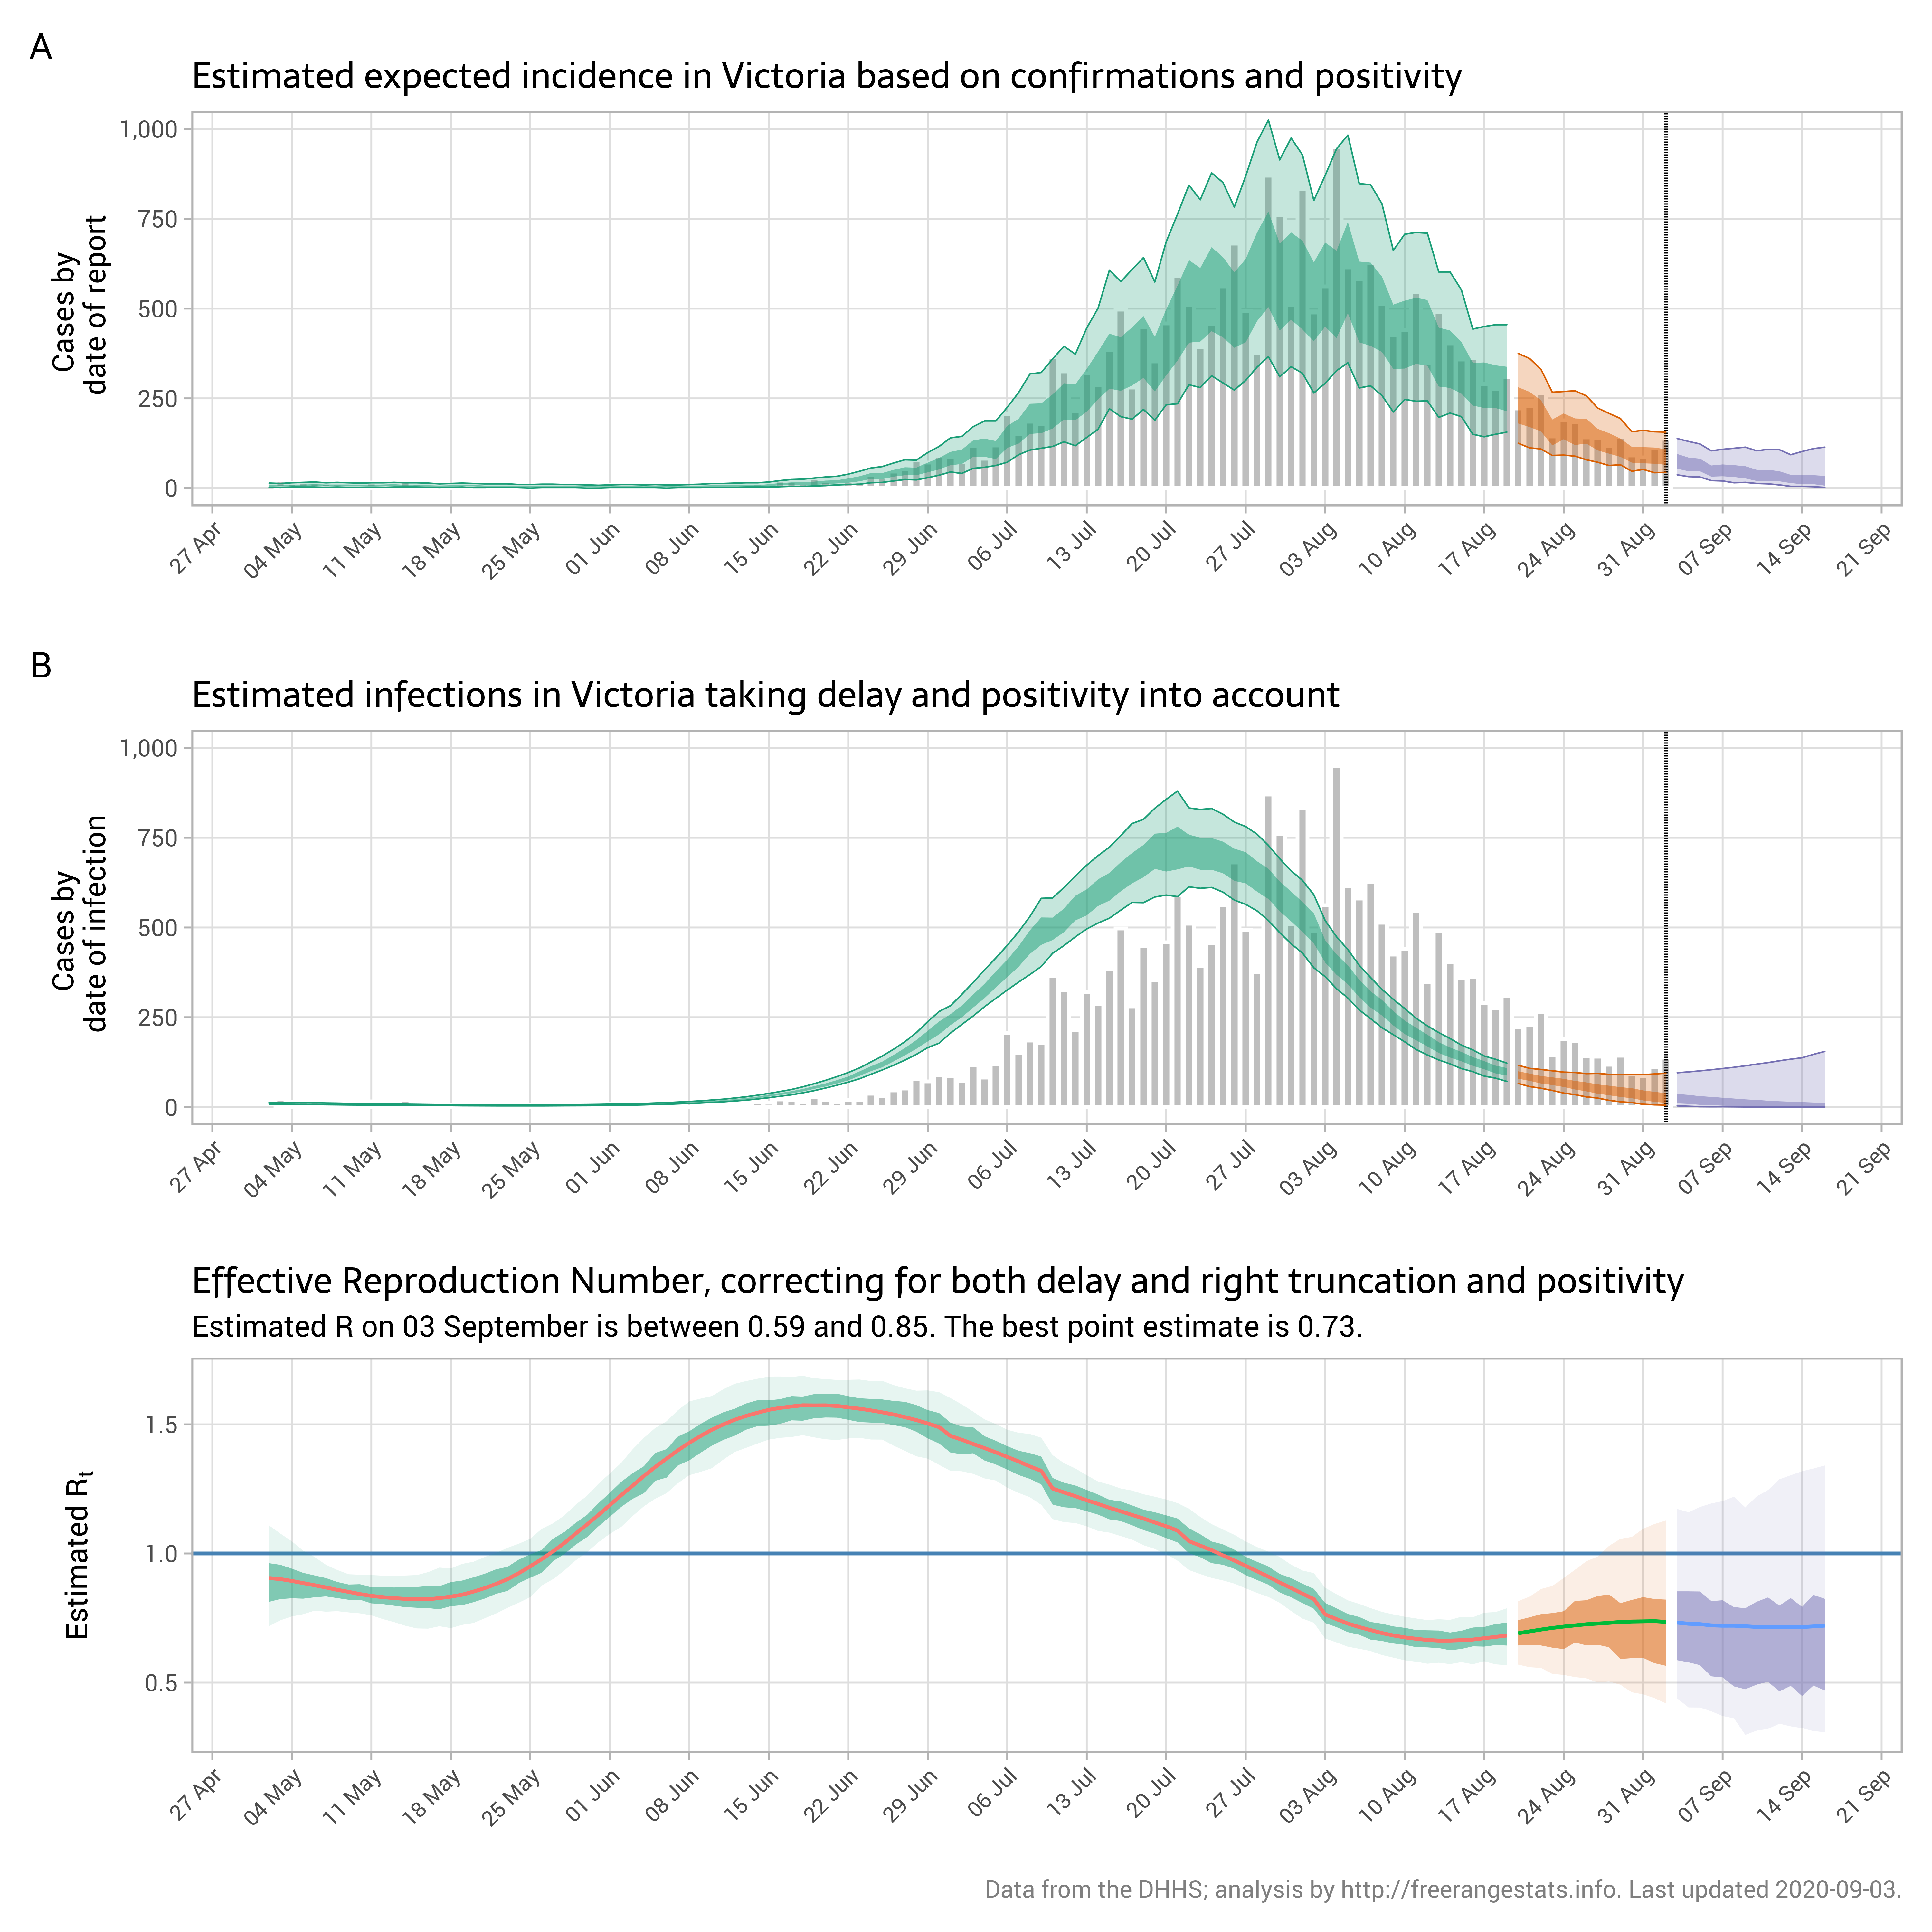 A
Estimated expected incidence in Victoria based on confirmations and positivity
Cases by
date of report
1,000
750
500
250
0
27 Apr
04 May
11 May
18 May
25 May
01 Jun
08 Jun
15 Jun
22 Jun
29 Jun
06 Jul
13 Jul
20 Jul
27 Jul
03 Aug
10 Aug
17 Aug
24 Aug
31 Aug
07 Sep
14 Sep
21 Sep
B
Estimated infections in Victoria taking delay and positivity into account
Cases by
date of infection
1,000
750
500
250
0
27 Apr
04 May
11 May
18 May
25 May
01 Jun
08 Jun
15 Jun
22 Jun
29 Jun
06 Jul
13 Jul
20 Jul
27 Jul
03 Aug
10 Aug
17 Aug
24 Aug
31 Aug
07 Sep
14 Sep
21 Sep
Effective Reproduction Number, correcting for both delay and right truncation and positivity
Estimated R on 03 September is between 0.59 and 0.85. The best point estimate is 0.73.
Estimated Rt
1.5
1.0
0.5
27 Apr
04 May
11 May
18 May
25 May
01 Jun
08 Jun
15 Jun
22 Jun
29 Jun
06 Jul
13 Jul
20 Jul
27 Jul
03 Aug
10 Aug
17 Aug
24 Aug
31 Aug
07 Sep
14 Sep
21 Sep
Data from the DHHS; analysis by http://freerangestats.info. Last updated 2020-09-03.